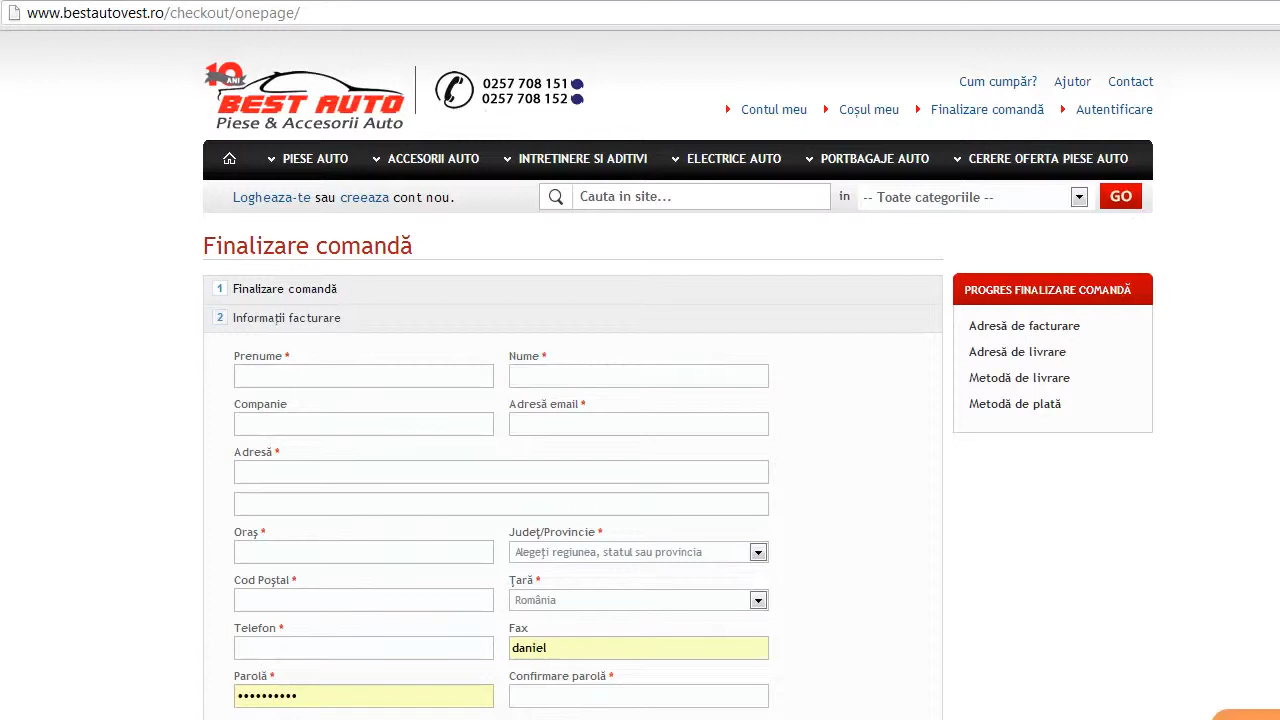 www.bestautovest.ro/checkout/onepage/
10 ANI
BEST AUTO
Piese & Accesorii Auto
0257 708 151
0257 708 152
Cum cumpăr? Ajutor Contact
Contul meu Coșul meu Finalizare comandă Autentificare
PIESE AUTO ACCESORII AUTO INTRETINERE SI ADITIVI ELECTRICE AUTO PORTBAGAJE AUTO CERERE OFERTA PIESE AUTO
Logheaza-te sau creeaza cont nou. Cauta in site... in -- Toate categoriile -- GO
Finalizare comandă
1 Finalizare comandă
2 Informații facturare
Prenume * Nume *
Companie Adresă email *
Adresă *
Oraş * Judeţ/Provincie *
Alegeţi regiunea, statul sau provincia
Cod Poştal * Ţară *
România
Telefon * Fax
daniel
Parolă * Confirmare parolă *
••••••••••
PROGRES FINALIZARE COMANDĂ
Adresă de facturare
Adresă de livrare
Metodă de livrare
Metodă de plată